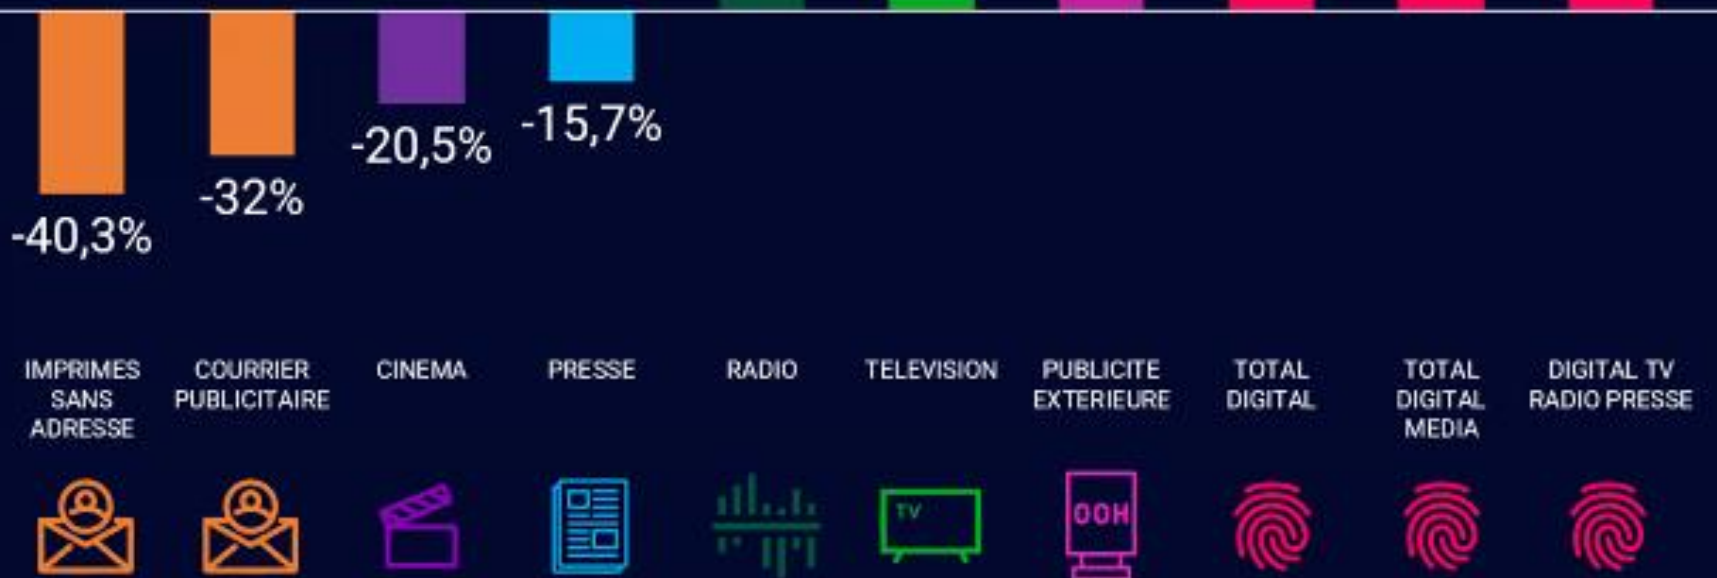 -40,3%
-32%
-20,5%
-15,7%
IMPRIMES
SANS
ADRESSE
COURRIER
PUBLICITAIRE
CINEMA
PRESSE
RADIO
TELEVISION
PUBLICITE
EXTERIEURE
TOTAL
DIGITAL
TOTAL
DIGITAL
MEDIA
DIGITAL TV
RADIO PRESSE
TV
OOH